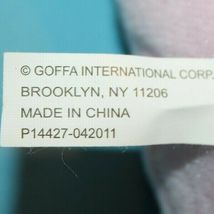 © GOFFA INTERNATIONAL CORP.
BROOKLYN, NY 11206
MADE IN CHINA
P14427-042011